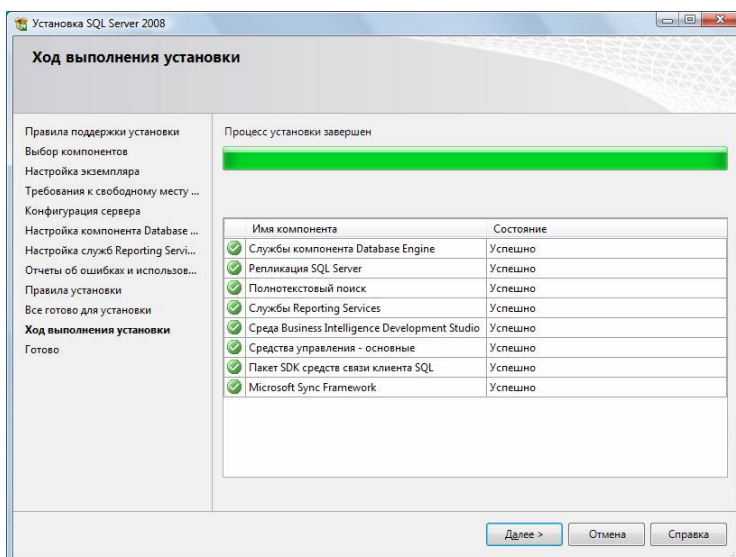 Установка SQL Server 2008
Ход выполнения установки
Правила поддержки установки
Выбор компонентов
Настройка экземпляра
Требования к свободному месту ...
Конфигурация сервера
Настройка компонента Database ...
Настройка служб Reporting Servi...
Отчеты об ошибках и использов...
Правила установки
Все готово для установки
Ход выполнения установки
Готово
Процесс установки завершен
Имя компонента Состояние
Службы компонента Database Engine Успешно
Репликация SQL Server Успешно
Полнотекстовый поиск Успешно
Службы Reporting Services Успешно
Среда Business Intelligence Development Studio Успешно
Средства управления - основные Успешно
Пакет SDK средств связи клиента SQL Успешно
Microsoft Sync Framework Успешно
Далее > Отмена Справка